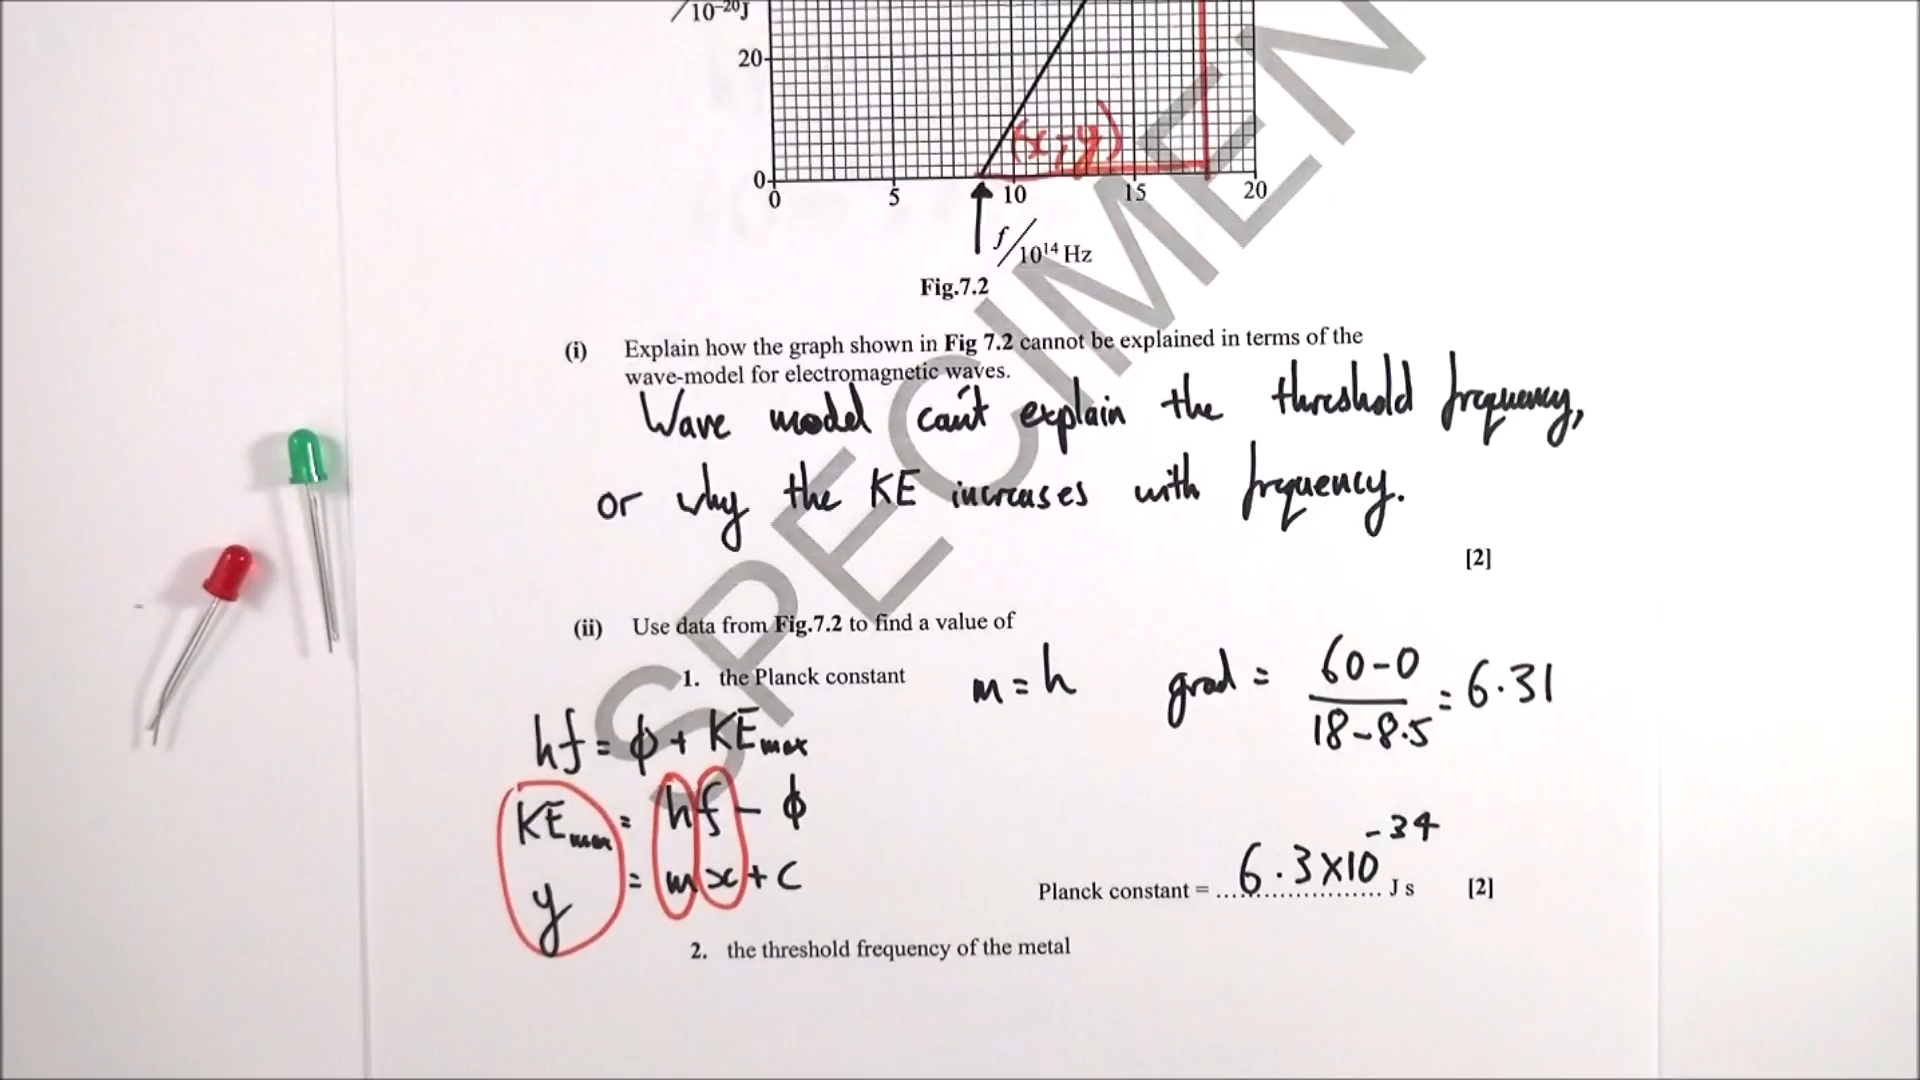 /10⁻²⁰J
20
(x, y)
0
0 5 10 15 20
f/10¹⁴ Hz
Fig.7.2
SPECIMEN
(i) Explain how the graph shown in Fig 7.2 cannot be explained in terms of the
wave-model for electromagnetic waves.
Wave model can't explain the threshold frequency,
or why the KE increases with frequency.
[2]
(ii) Use data from Fig.7.2 to find a value of
1. the Planck constant
m = h
grad = 60-0/18-8.5 = 6.31
hf = ϕ + KEmax
KEmax = hf - ϕ
y = mx + c
Planck constant = 6.3×10⁻³⁴ J s [2]
2. the threshold frequency of the metal